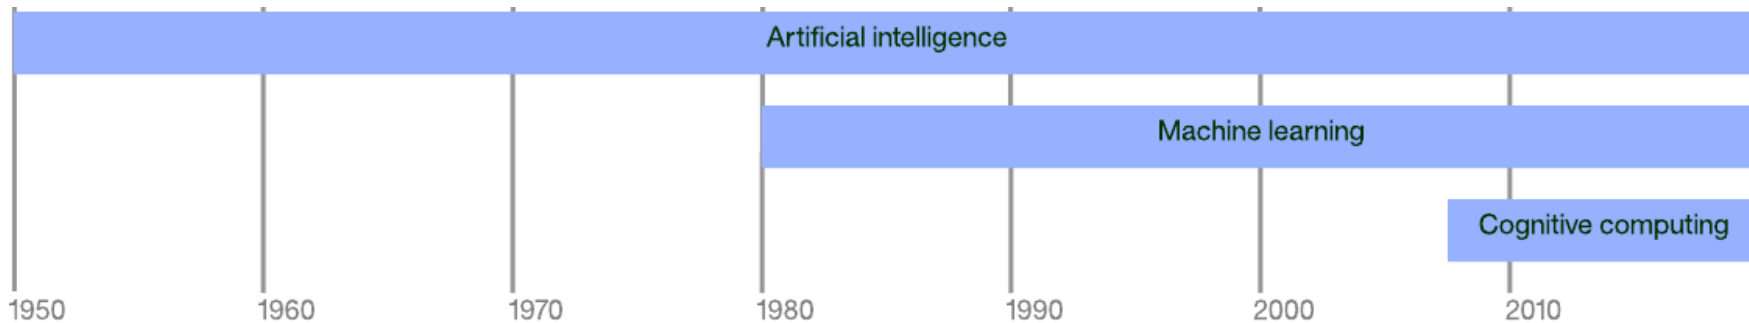 Artificial intelligence
Machine learning
Cognitive computing
1950 1960 1970 1980 1990 2000 2010